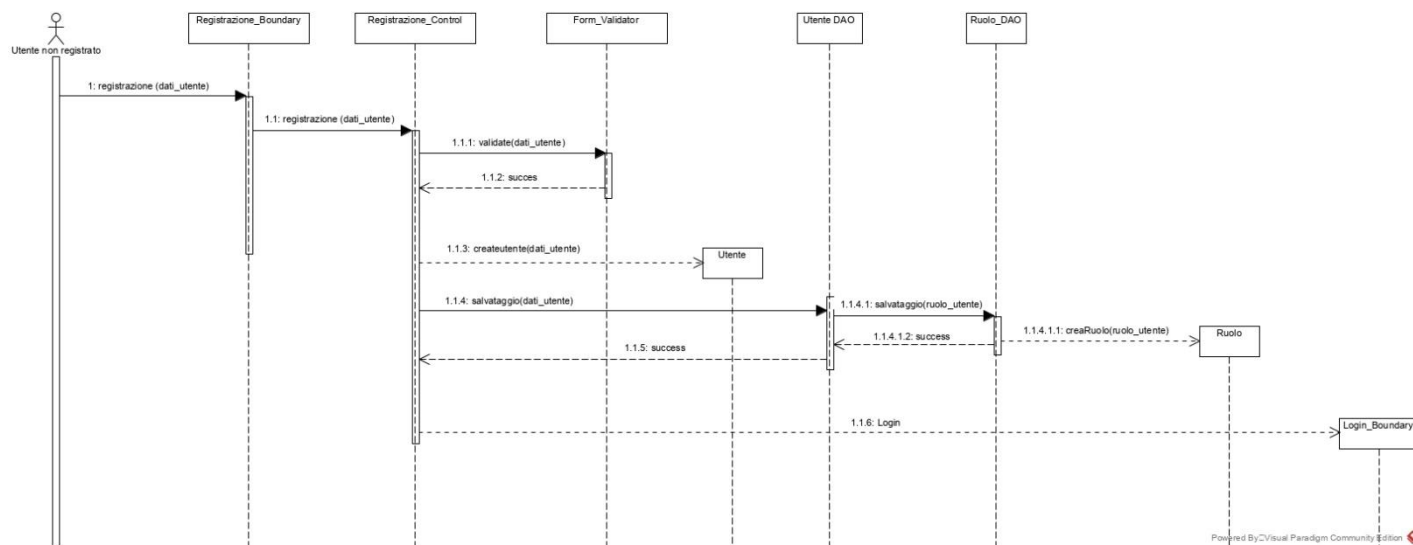 Registrazione_Boundary
Registrazione_Control
Form_Validator
Utente DAO
Ruolo_DAO
Utente non registrato
1: registrazione (dati_utente)
1.1: registrazione (dati_utente)
1.1.1: validate(dati_utente)
1.1.2: succes
1.1.3: createutente(dati_utente)
Utente
1.1.4: salvataggio(dati_utente)
1.1.4.1: salvataggio(ruolo_utente)
1.1.4.1.1: creaRuolo(ruolo_utente)
Ruolo
1.1.4.1.2: success
1.1.5: success
1.1.6: Login
Login_Boundary
Powered By Visual Paradigm Community Edition